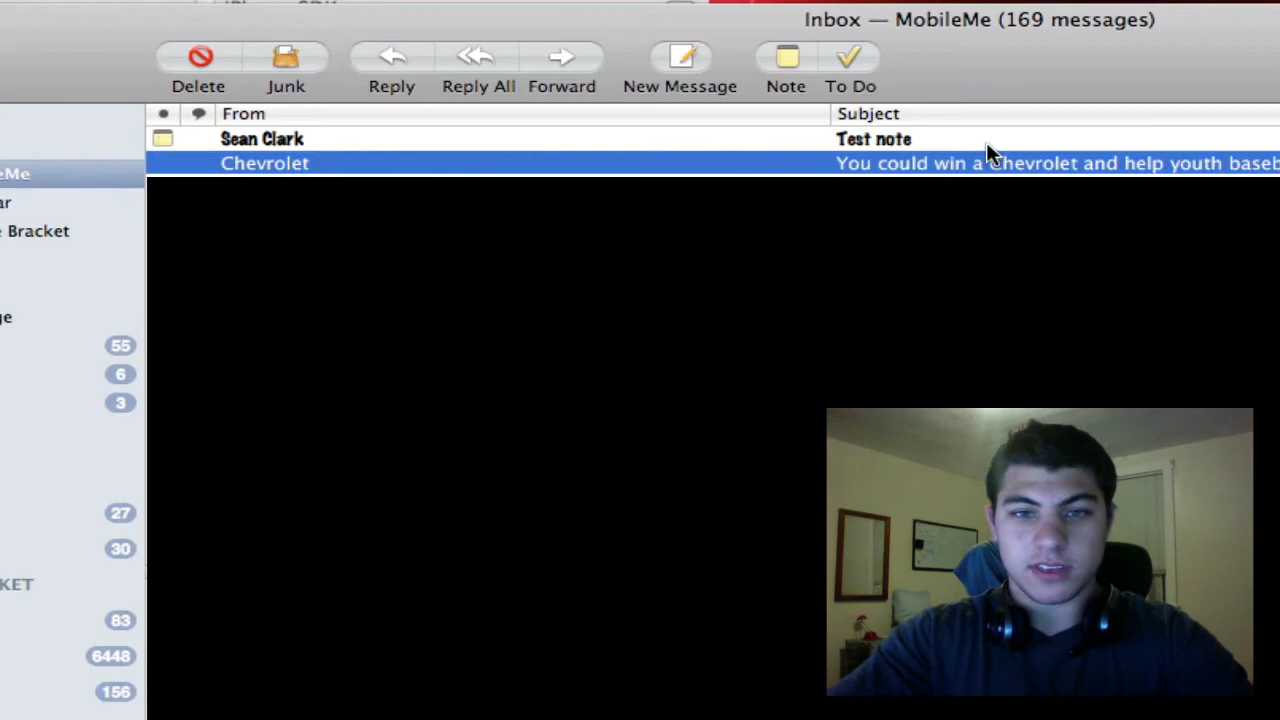 Inbox — MobileMe (169 messages)
Delete Junk Reply Reply All Forward New Message Note To Do
From Subject
Sean Clark Test note
Chevrolet You could win a Chevrolet and help youth baseb
eMe
ar
e Bracket
ge
55
6
3
27
30
KET
83
6448
156